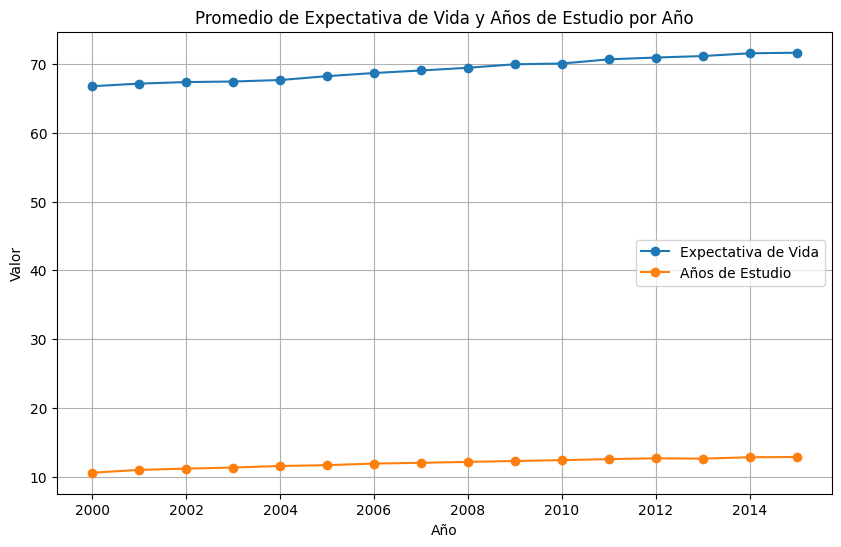 Promedio de Expectativa de Vida y Años de Estudio por Año
70
60
50
40
30
20
10
Valor
Expectativa de Vida
Años de Estudio
2000 2002 2004 2006 2008 2010 2012 2014
Año